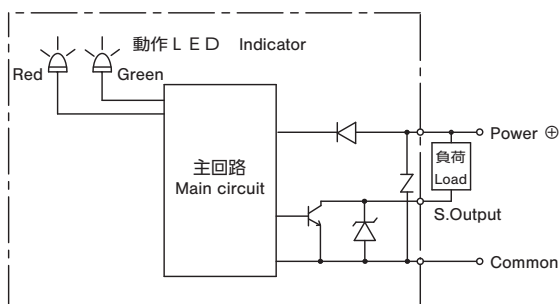 動作ＬＥＤ Indicator
Red
Green
Power ⊕
負荷
Load
主回路
Main circuit
S.Output
Common